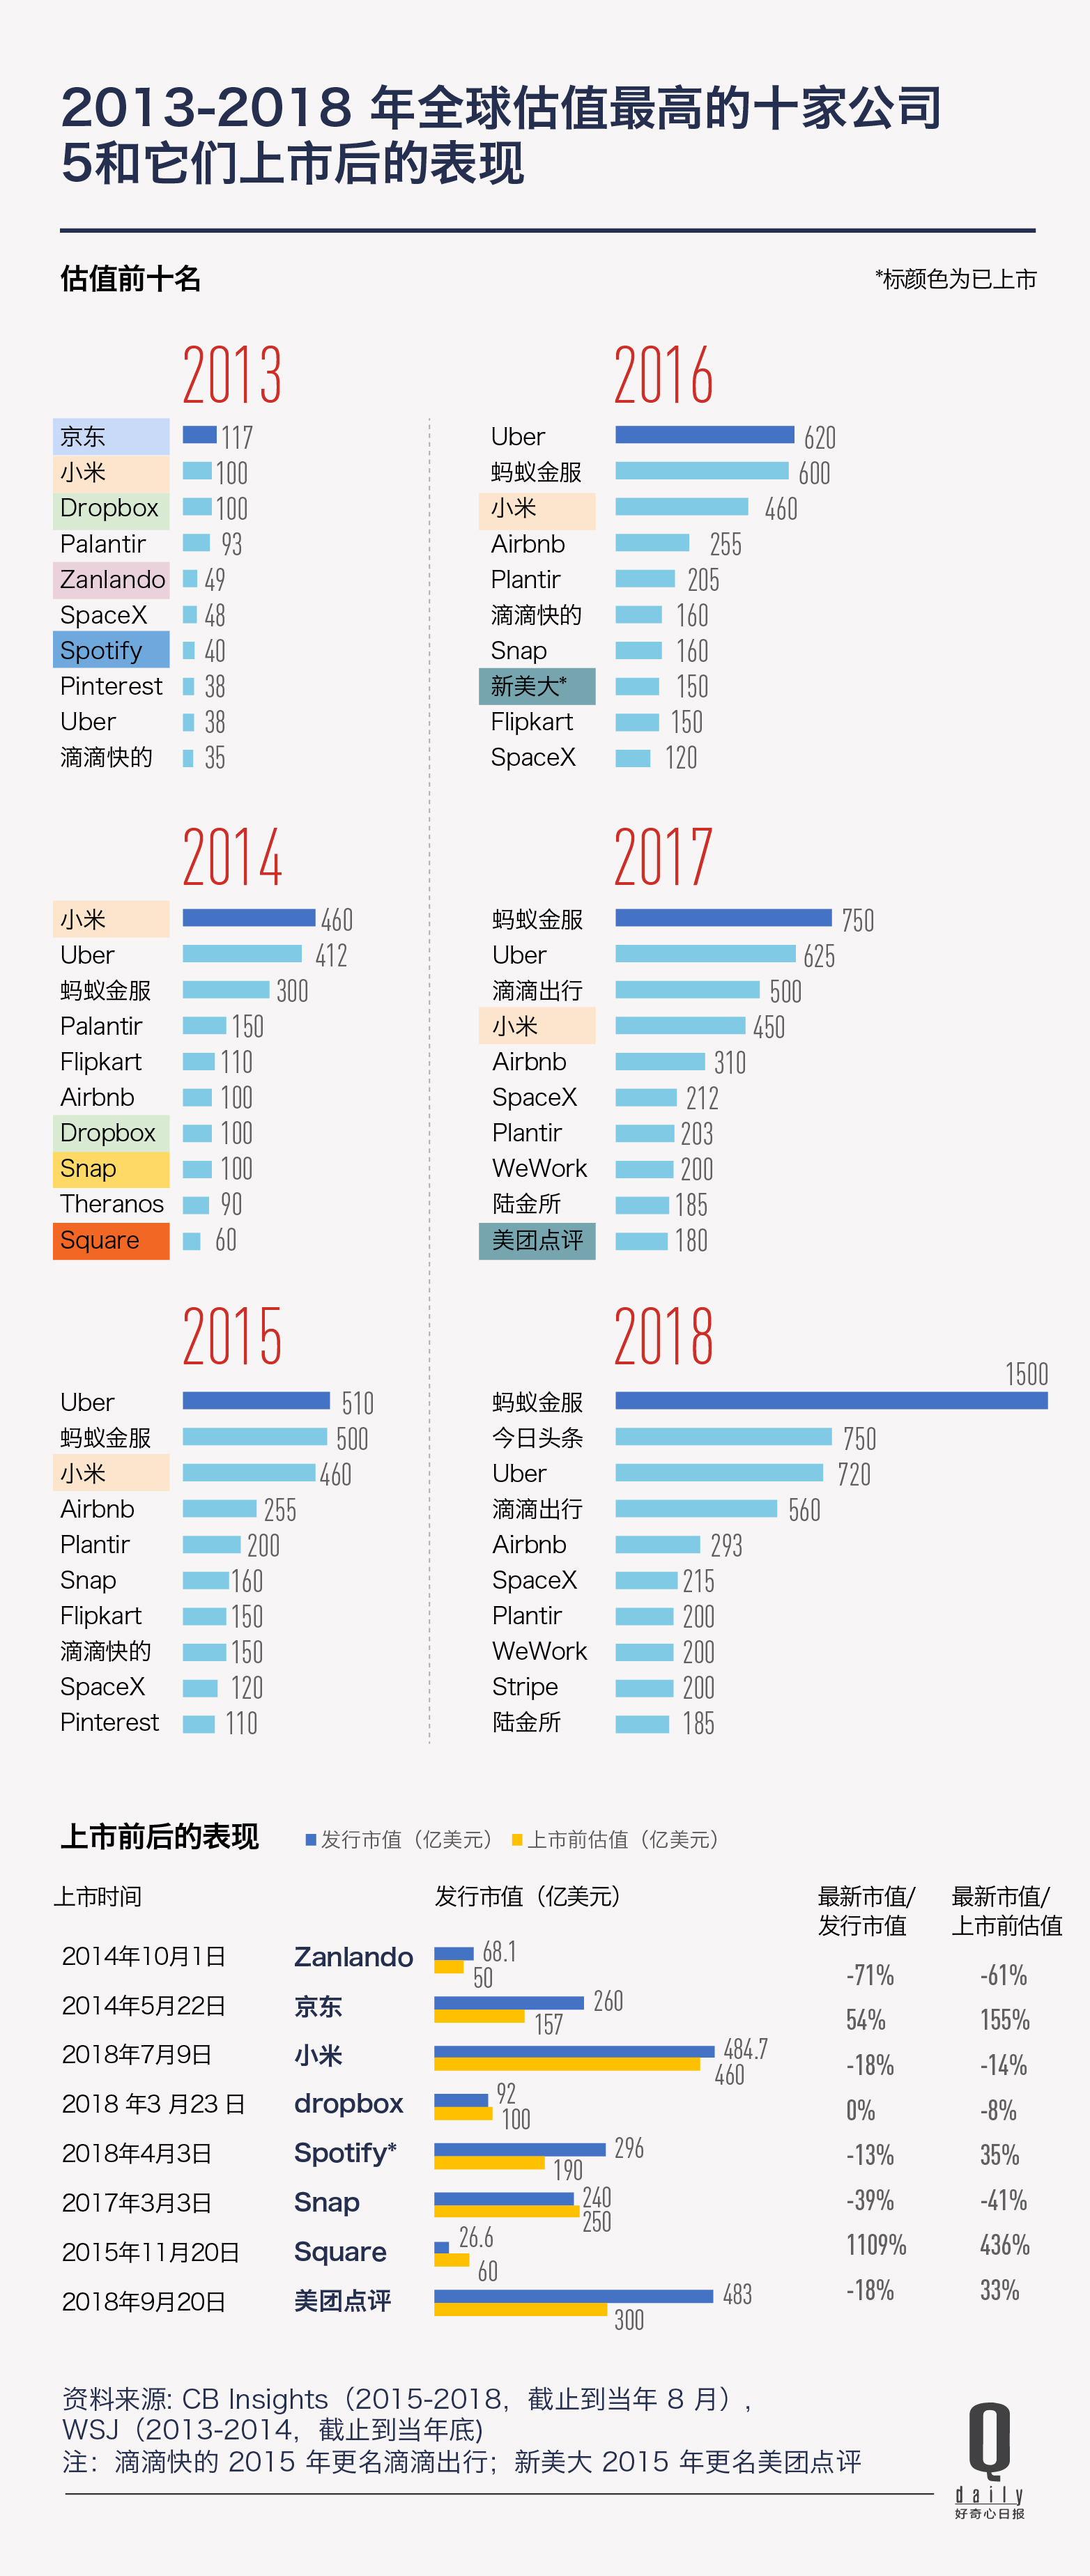 2013-2018 年全球估值最高的十家公司
5和它们上市后的表现
估值前十名
*标颜色为已上市
2013
京东 117
小米 100
Dropbox 100
Palantir 93
Zanlando 49
SpaceX 48
Spotify 40
Pinterest 38
Uber 38
滴滴快的 35
2016
Uber 620
蚂蚁金服 600
小米 460
Airbnb 255
Plantir 205
滴滴快的 160
Snap 160
新美大* 150
Flipkart 150
SpaceX 120
2014
小米 460
Uber 412
蚂蚁金服 300
Palantir 150
Flipkart 110
Airbnb 100
Dropbox 100
Snap 100
Theranos 90
Square 60
2017
蚂蚁金服 750
Uber 625
滴滴出行 500
小米 450
Airbnb 310
SpaceX 212
Plantir 203
WeWork 200
陆金所 185
美团点评 180
2015
Uber 510
蚂蚁金服 500
小米 460
Airbnb 255
Plantir 200
Snap 160
Flipkart 150
滴滴快的 150
SpaceX 120
Pinterest 110
2018
蚂蚁金服 1500
今日头条 750
Uber 720
滴滴出行 560
Airbnb 293
SpaceX 215
Plantir 200
WeWork 200
Stripe 200
陆金所 185
上市前后的表现
发行市值（亿美元）
上市前估值（亿美元）
上市时间
发行市值（亿美元）
最新市值/
发行市值
最新市值/
上市前估值
2014年10月1日 Zanlando 68.1 50 -71% -61%
2014年5月22日 京东 260 157 54% 155%
2018年7月9日 小米 484.7 460 -18% -14%
2018 年3 月23 日 dropbox 92 100 0% -8%
2018年4月3日 Spotify* 296 190 -13% 35%
2017年3月3日 Snap 240 250 -39% -41%
2015年11月20日 Square 26.6 60 1109% 436%
2018年9月20日 美团点评 483 300 -18% 33%
资料来源: CB Insights（2015-2018，截止到当年 8 月），
WSJ（2013-2014，截止到当年底)
注：滴滴快的 2015 年更名滴滴出行；新美大 2015 年更名美团点评
Q
daily
好奇心日报